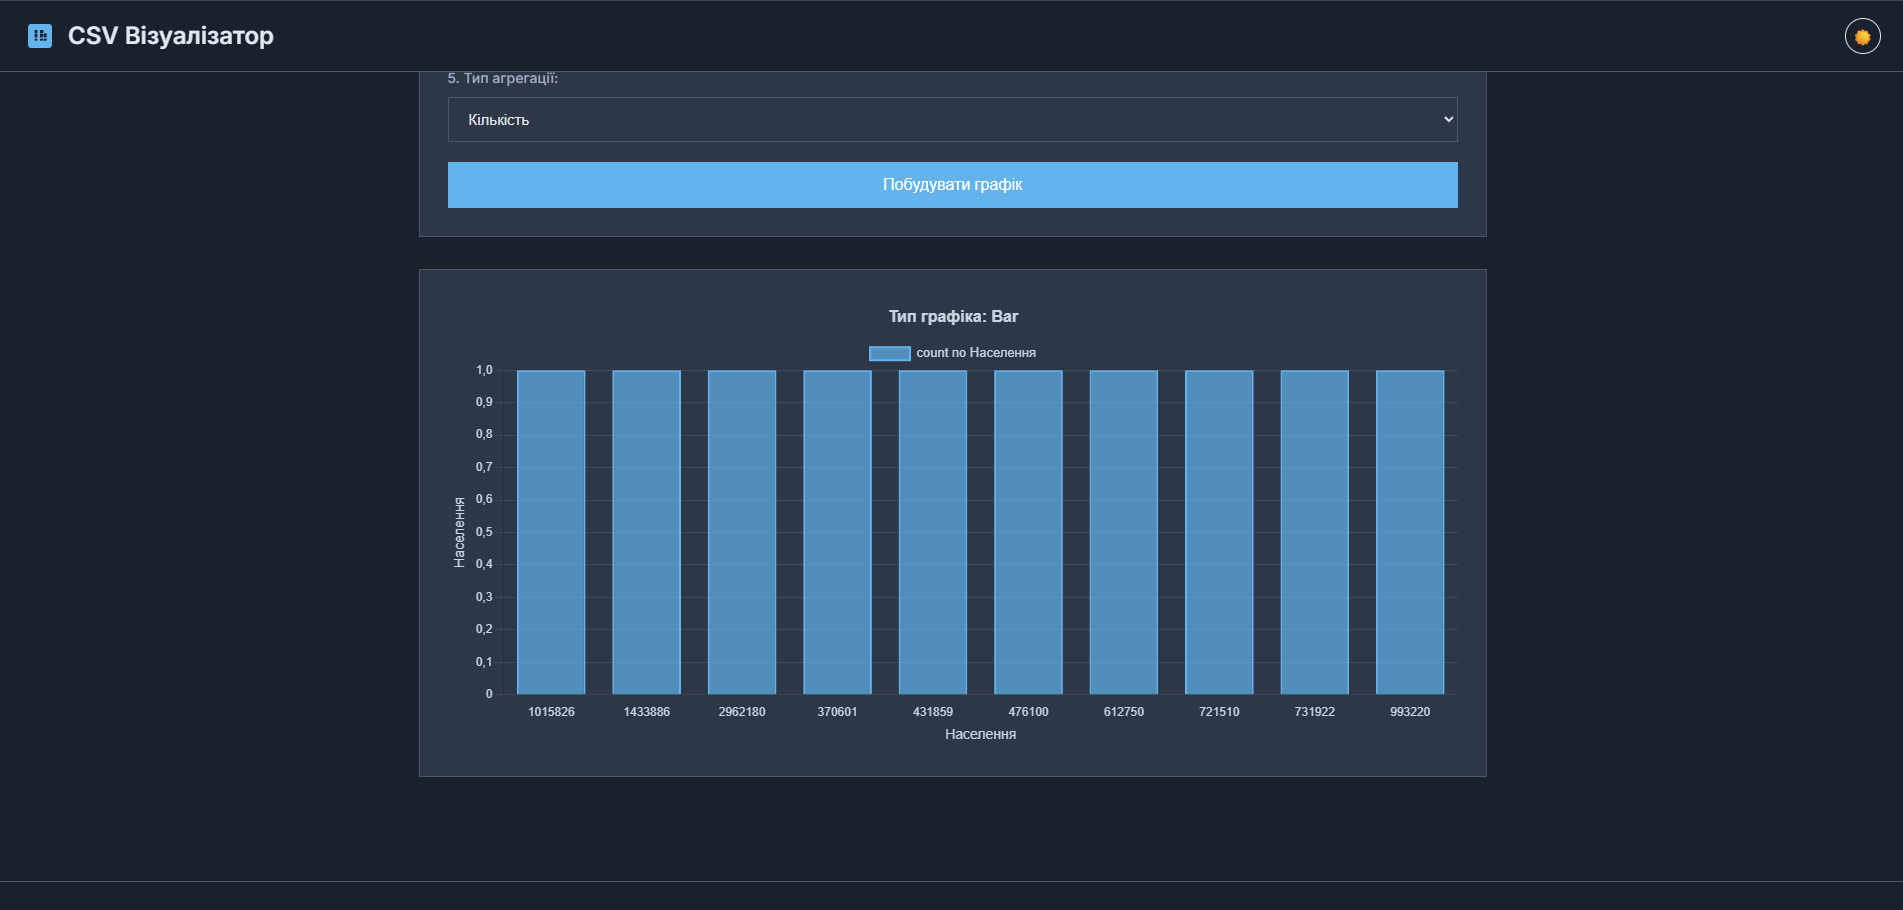 CSV Візуалізатор
5. Тип агрегації:
Кількість
Побудувати графік
Тип графіка: Bar
count по Населення
1,0
0,9
0,8
0,7
0,6
0,5
0,4
0,3
0,2
0,1
0
Населення
1015826 1433886 2962180 370601 431859 476100 612750 721510 731922 993220
Населення